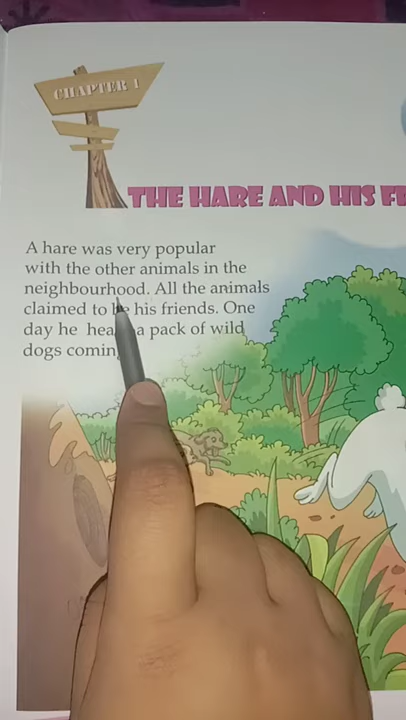 CHAPTER 1
THE HARE AND HIS
A hare was very popular
with the other animals in the
neighbourhood. All the animals
claimed to his friends. One
day he a pack of wild
dogs